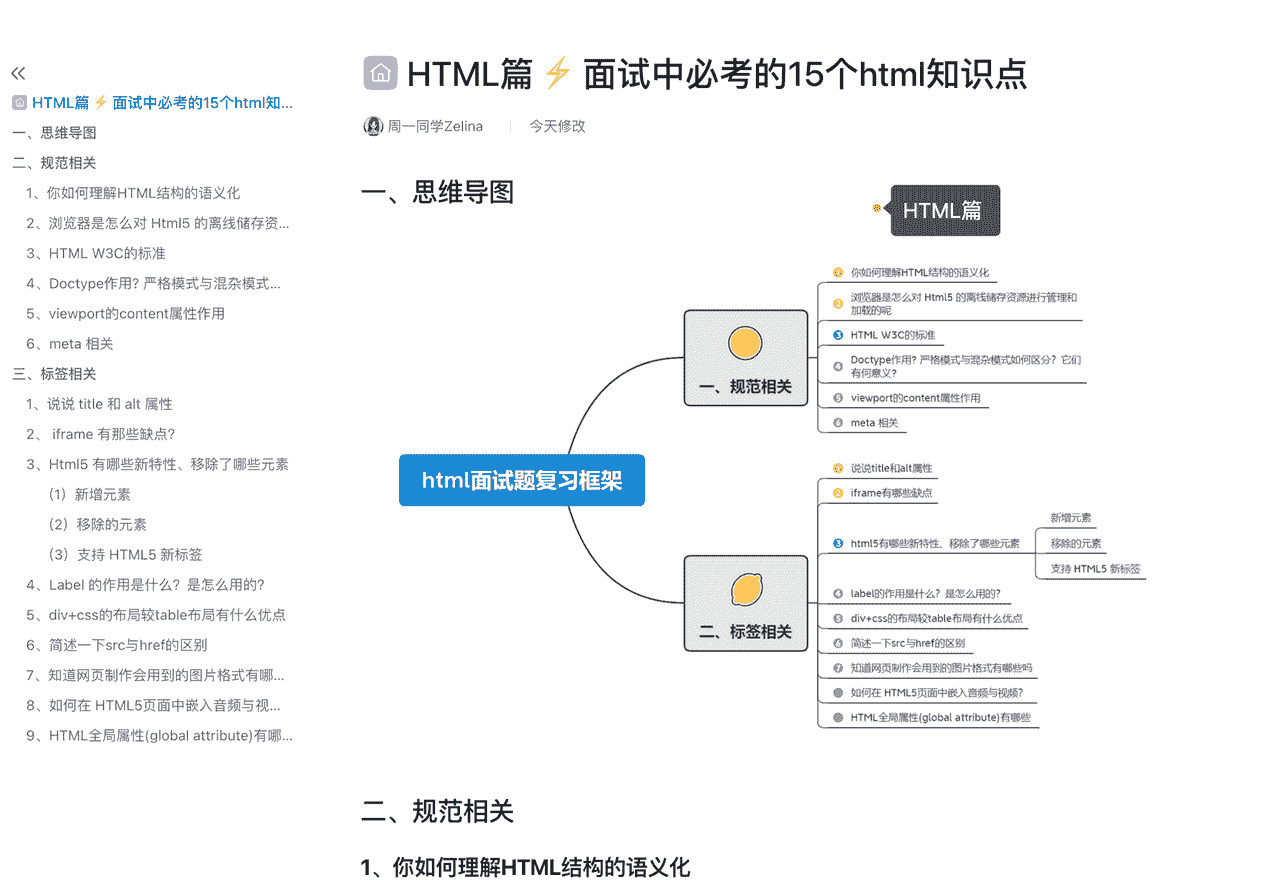 HTML篇⚡面试中必考的15个html知...
一、思维导图
二、规范相关
1、你如何理解HTML结构的语义化
2、浏览器是怎么对 Html5 的离线储存资...
3、HTML W3C的标准
4、Doctype作用? 严格模式与混杂模式...
5、viewport的content属性作用
6、meta 相关
三、标签相关
1、说说 title 和 alt 属性
2、 iframe 有那些缺点?
3、Html5 有哪些新特性、移除了哪些元素
（1）新增元素
（2）移除的元素
（3）支持 HTML5 新标签
4、Label 的作用是什么？是怎么用的?
5、div+css的布局较table布局有什么优点
6、简述一下src与href的区别
7、知道网页制作会用到的图片格式有哪...
8、如何在 HTML5页面中嵌入音频与视...
9、HTML全局属性(global attribute)有哪...
HTML篇⚡面试中必考的15个html知识点
周一同学Zelina
今天修改
一、思维导图
HTML篇
html面试题复习框架
一、规范相关
1 你如何理解HTML结构的语义化
2 浏览器是怎么对 Html5 的离线储存资源进行管理和
加载的呢
3 HTML W3C的标准
4 Doctype作用? 严格模式与混杂模式如何区分？它们
有何意义?
5 viewport的content属性作用
6 meta 相关
二、标签相关
1 说说title和alt属性
2 iframe有哪些缺点
3 html5有哪些新特性、移除了哪些元素
新增元素
移除的元素
支持 HTML5 新标签
4 label的作用是什么？是怎么用的?
5 div+css的布局较table布局有什么优点
6 简述一下src与href的区别
7 知道网页制作会用到的图片格式有哪些吗
如何在 HTML5页面中嵌入音频与视频?
HTML全局属性(global attribute)有哪些
二、规范相关
1、你如何理解HTML结构的语义化